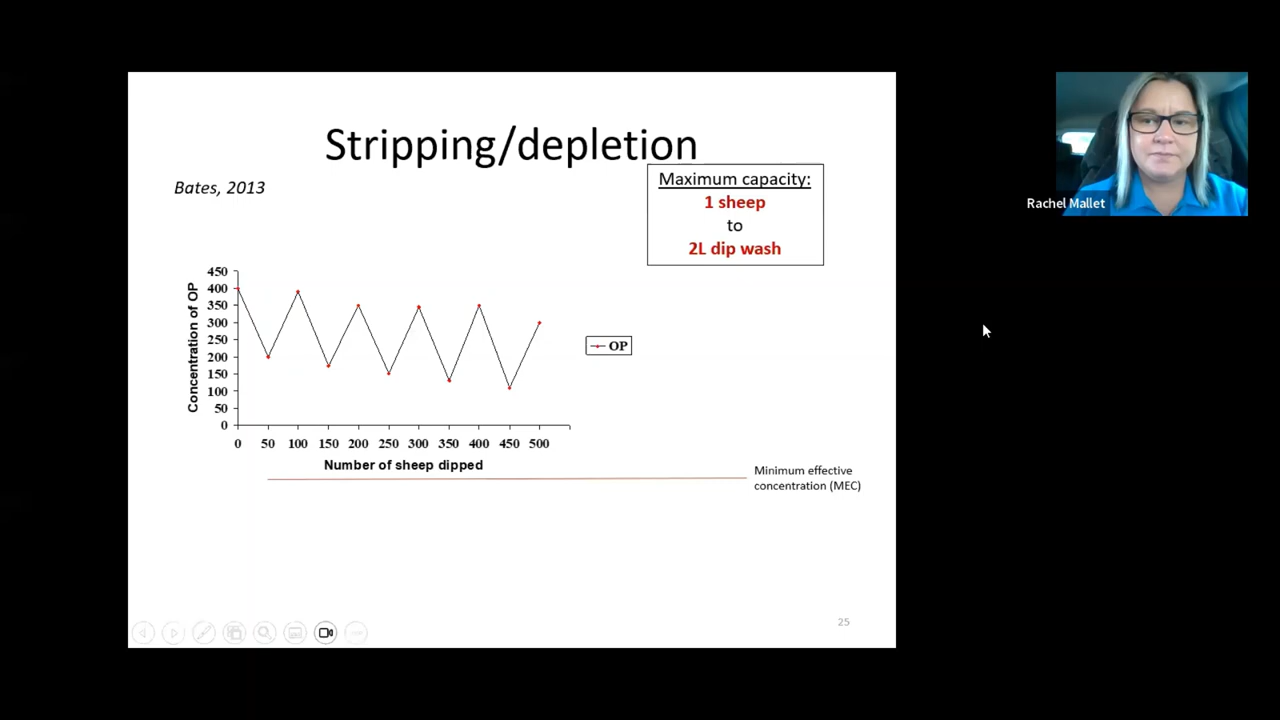 Stripping/depletion
Bates, 2013
Maximum capacity:
1 sheep
to
2L dip wash
Rachel Mallet
Concentration of OP
450
400
350
300
250
200
150
100
50
0
OP
0 50 100 150 200 250 300 350 400 450 500
Number of sheep dipped
Minimum effective
concentration (MEC)
25